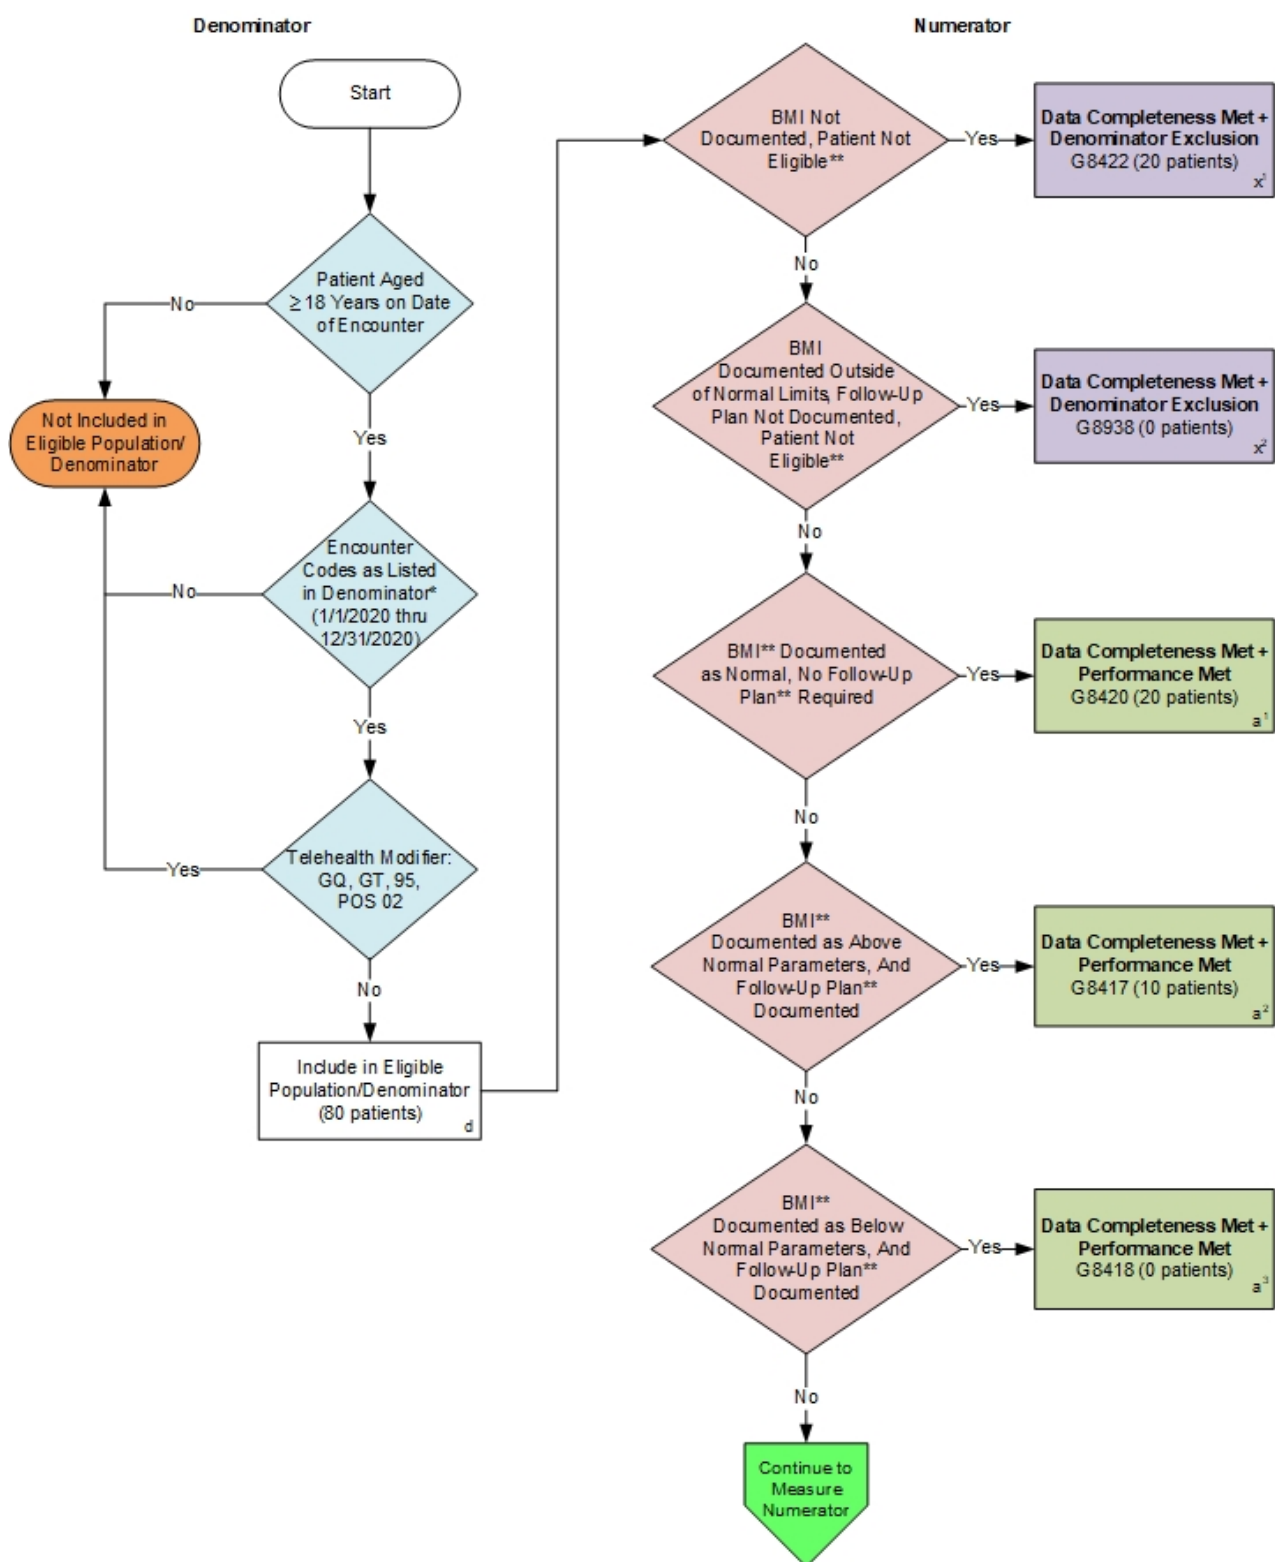 Denominator
Start
Patient Aged
≥ 18 Years on Date
of Encounter
No
Yes
Not Included in
Eligible Population/
Denominator
Encounter
Codes as Listed
in Denominator*
(1/1/2020 thru
12/31/2020)
No
Yes
Telehealth Modifier:
GQ, GT, 95,
POS 02
Yes
No
Include in Eligible
Population/Denominator
(80 patients)
d
Numerator
BMI Not
Documented, Patient Not
Eligible**
Yes
Data Completeness Met +
Denominator Exclusion
G8422 (20 patients)
x¹
No
BMI
Documented Outside
of Normal Limits, Follow-Up
Plan Not Documented,
Patient Not
Eligible**
Yes
Data Completeness Met +
Denominator Exclusion
G8938 (0 patients)
x²
No
BMI** Documented
as Normal, No Follow-Up
Plan** Required
Yes
Data Completeness Met +
Performance Met
G8420 (20 patients)
a¹
No
BMI**
Documented as Above
Normal Parameters, And
Follow-Up Plan**
Documented
Yes
Data Completeness Met +
Performance Met
G8417 (10 patients)
a²
No
BMI**
Documented as Below
Normal Parameters, And
Follow-Up Plan**
Documented
Yes
Data Completeness Met +
Performance Met
G8418 (0 patients)
a³
No
Continue to
Measure
Numerator